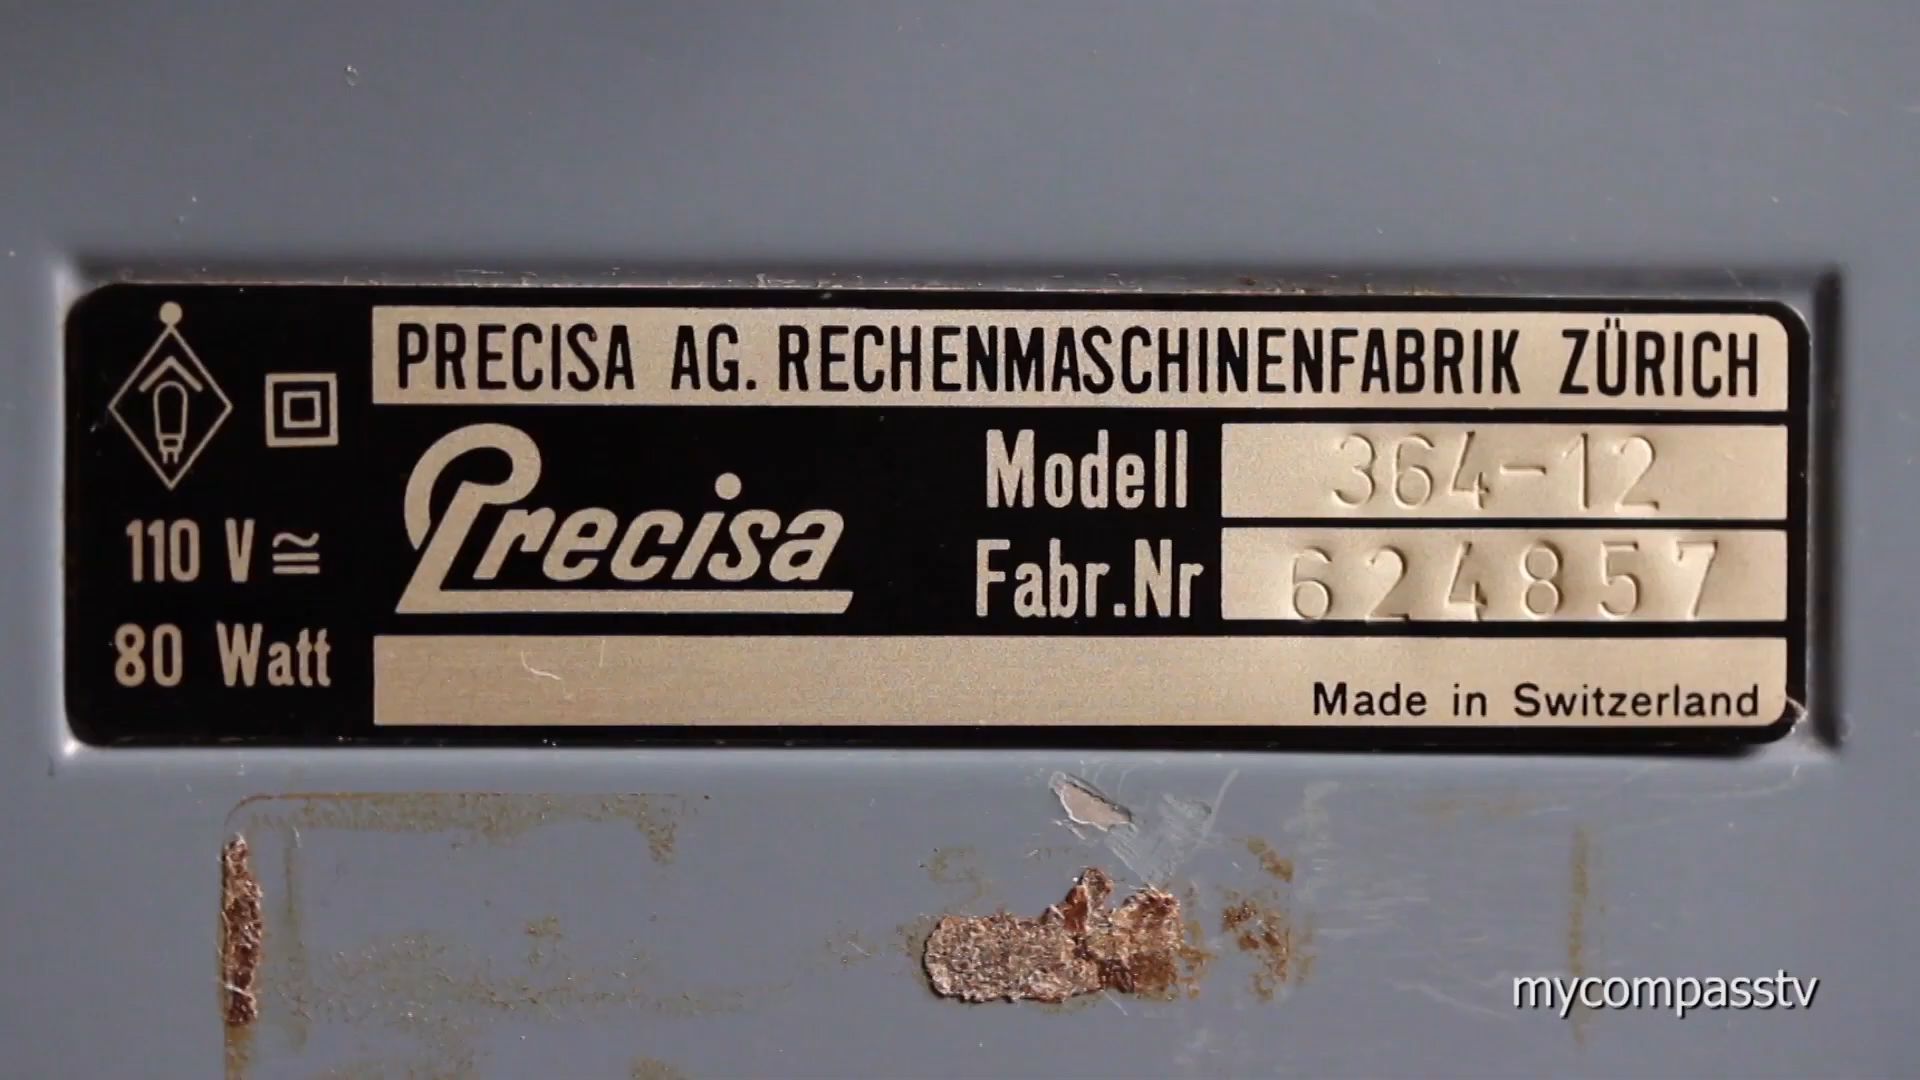 PRECISA AG. RECHENMASCHINENFABRIK ZÜRICH
Precisa
Modell 364-12
Fabr.Nr 624857
110 V ≅
80 Watt
Made in Switzerland
mycompasstv